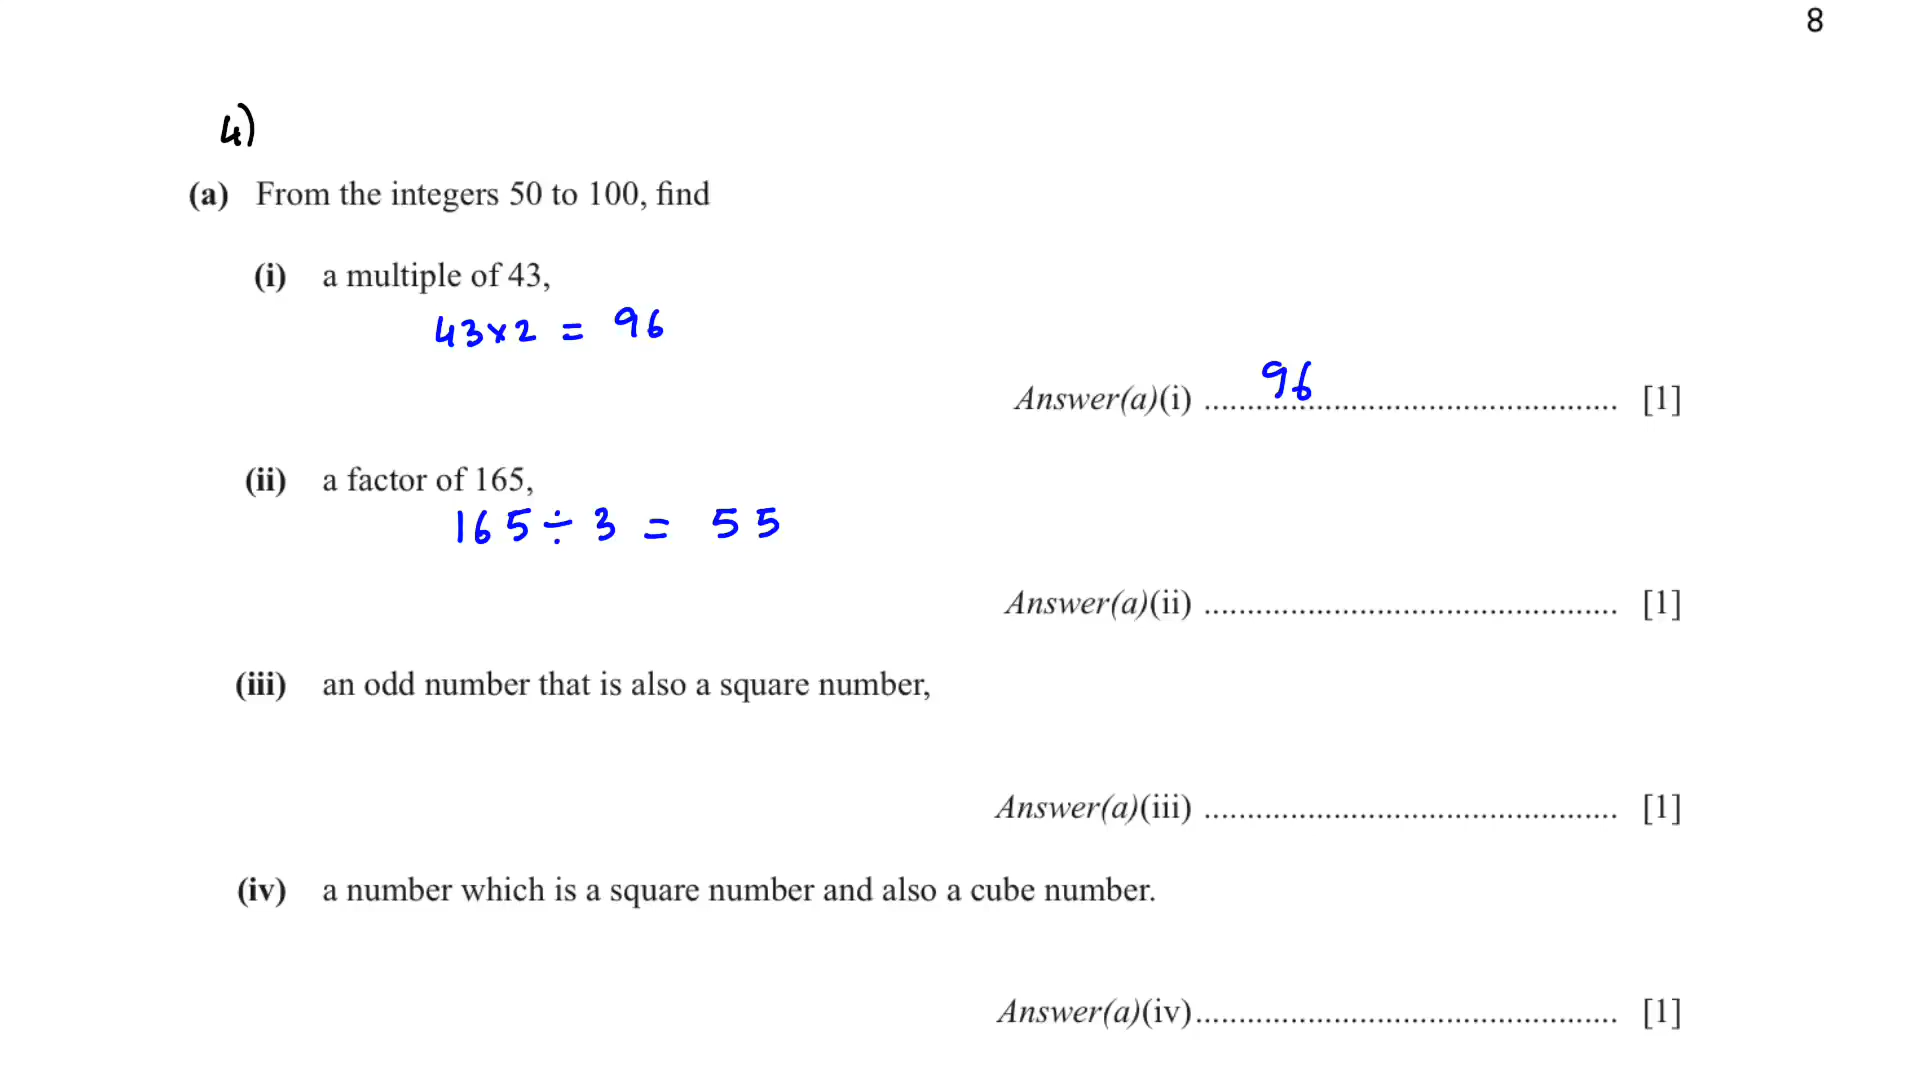 8
4)
(a) From the integers 50 to 100, find
(i) a multiple of 43,
43×2 = 96
96
Answer(a)(i) ................................................ [1]
(ii) a factor of 165,
165÷3 = 55
Answer(a)(ii) ................................................ [1]
(iii) an odd number that is also a square number,
Answer(a)(iii) ................................................ [1]
(iv) a number which is a square number and also a cube number.
Answer(a)(iv)................................................. [1]